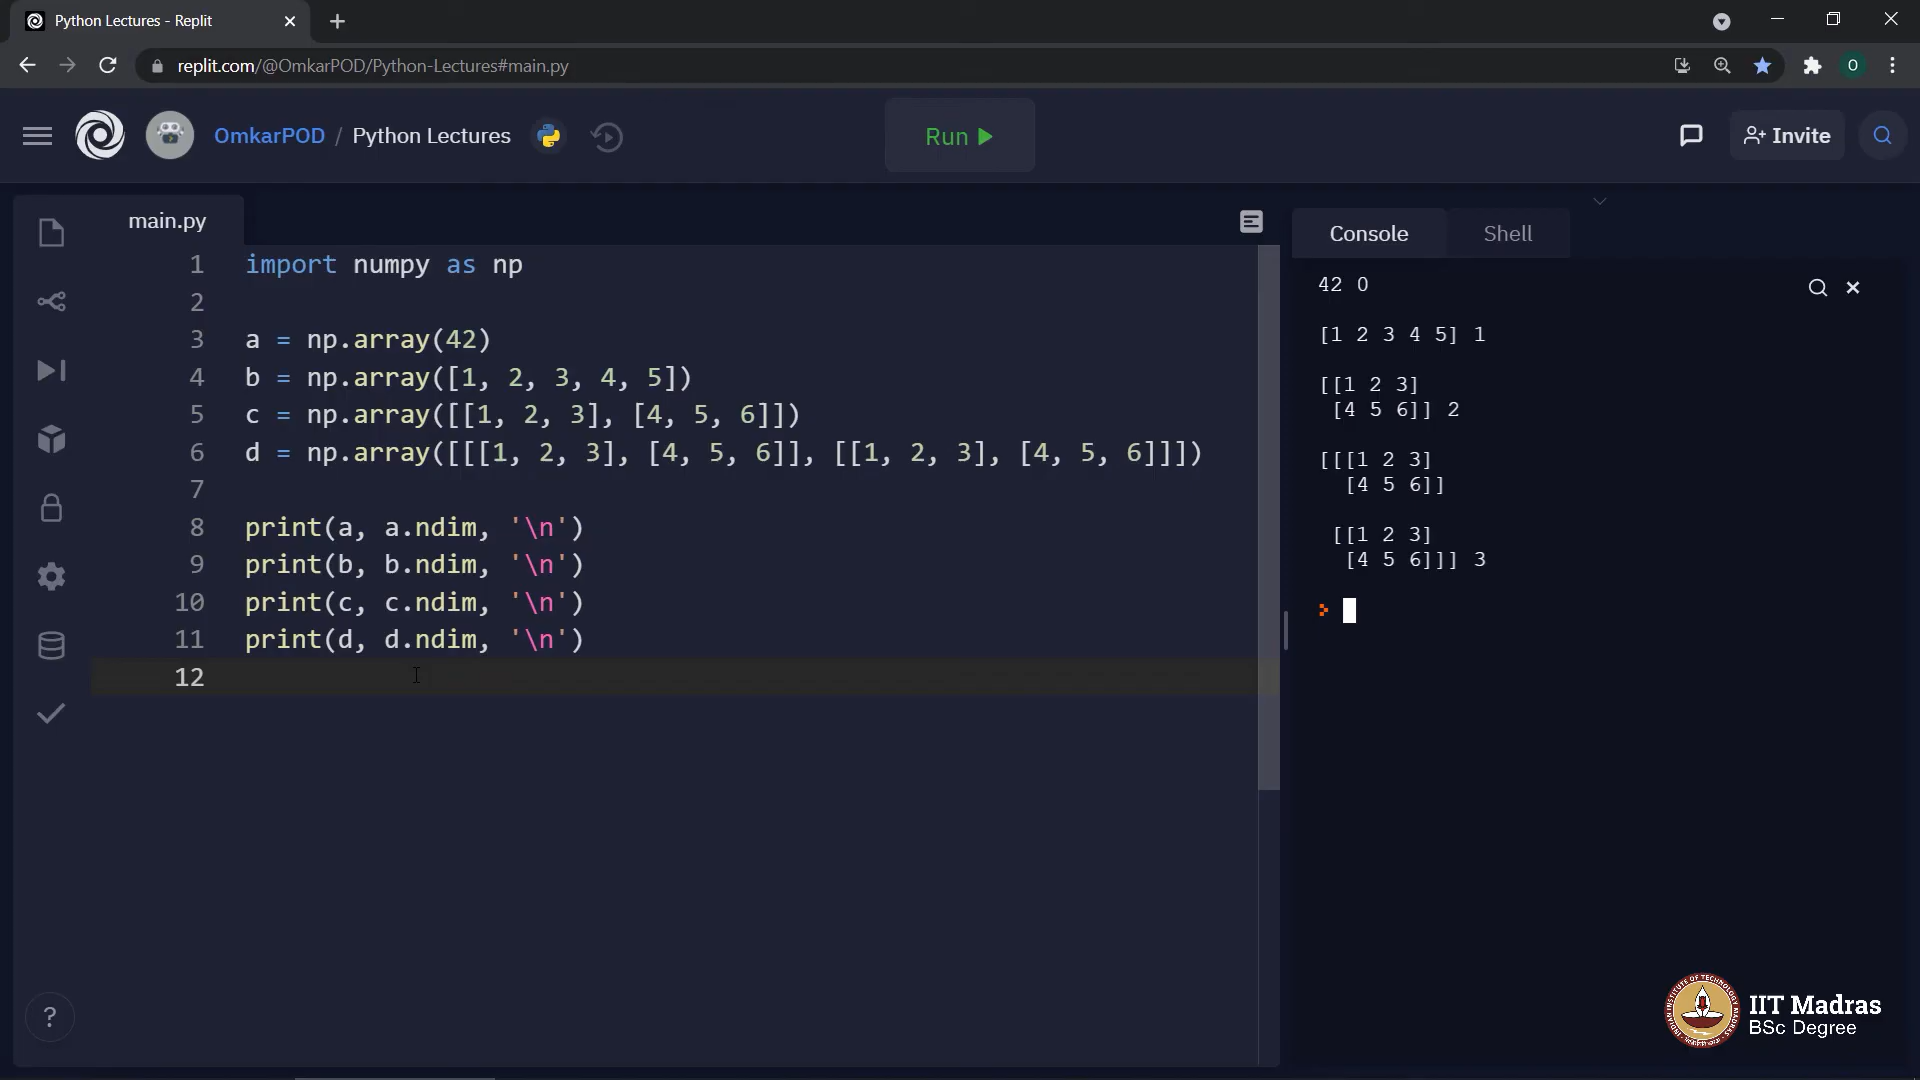 Python Lectures - Replit
replit.com/@OmkarPOD/Python-Lectures#main.py
O
OmkarPOD / Python Lectures
Run
Invite
main.py
1 import numpy as np
2
3 a = np.array(42)
4 b = np.array([1, 2, 3, 4, 5])
5 c = np.array([[1, 2, 3], [4, 5, 6]])
6 d = np.array([[[1, 2, 3], [4, 5, 6]], [[1, 2, 3], [4, 5, 6]]])
7
8 print(a, a.ndim, '\n')
9 print(b, b.ndim, '\n')
10 print(c, c.ndim, '\n')
11 print(d, d.ndim, '\n')
12
?
Console Shell
42 0
[1 2 3 4 5] 1
[[1 2 3]
[4 5 6]] 2
[[[1 2 3]
[4 5 6]]
[[1 2 3]
[4 5 6]]] 3
IIT Madras
BSc Degree